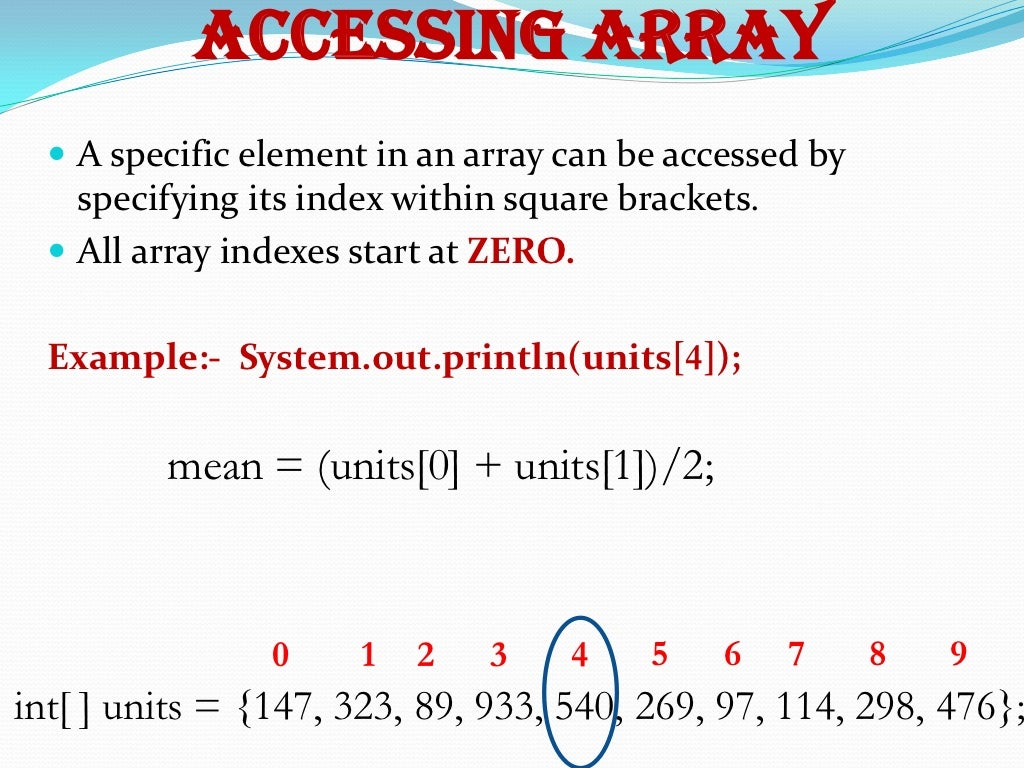 ACCESSING ARRAY
A specific element in an array can be accessed by
specifying its index within square brackets.
All array indexes start at ZERO.
Example:- System.out.println(units[4]);
mean = (units[0] + units[1])/2;
0 1 2 3 4 5 6 7 8 9
int[ ] units = {147, 323, 89, 933, 540, 269, 97, 114, 298, 476};